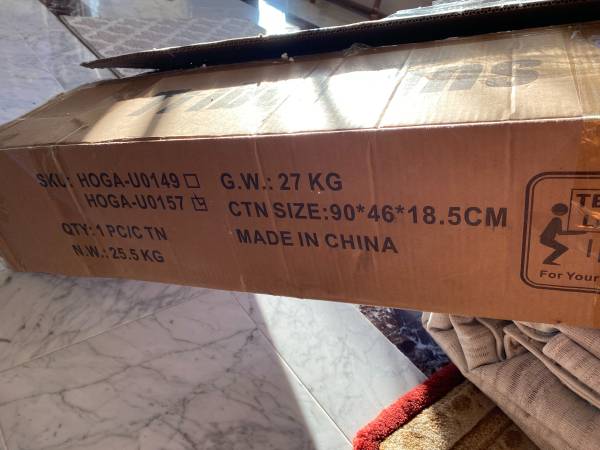 SKU: HOGA-U0149 ☐
HOGA-U0157 ☑
QTY: 1 PC/CTN
N.W.: 25.5 KG
G.W.: 27 KG
CTN SIZE:90*46*18.5CM
MADE IN CHINA
TE
For Your